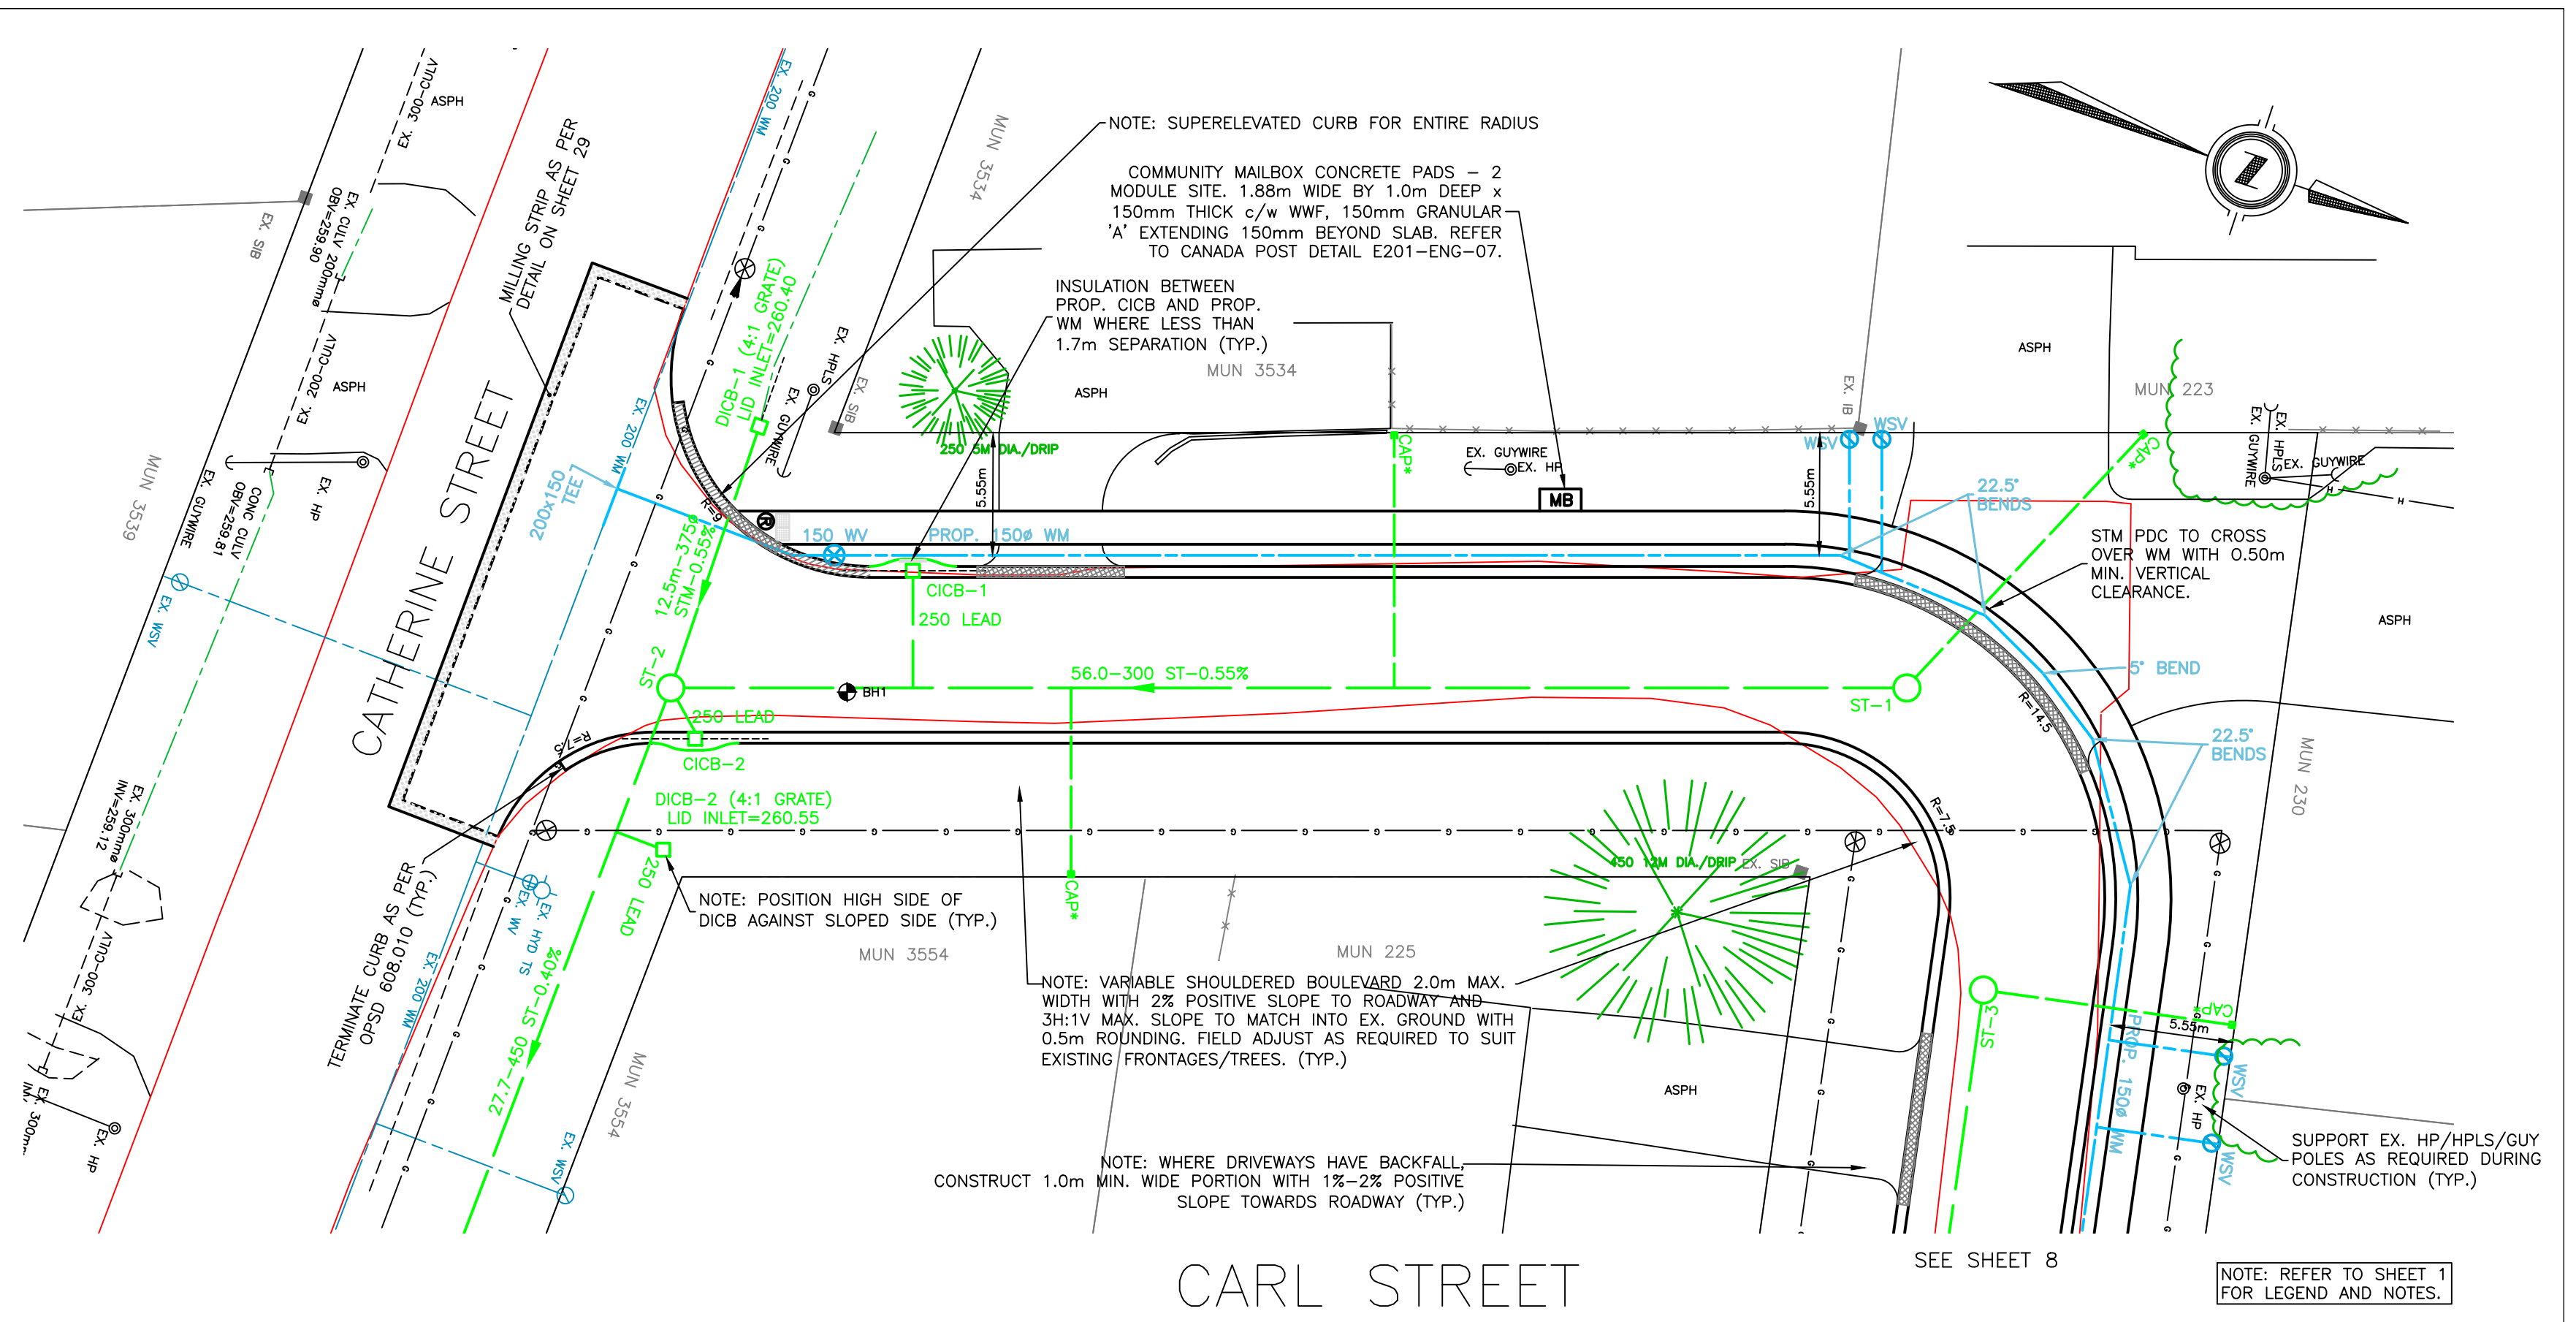 EX. 300-CULV
ASPH
EX. 200 WM
G
MUN 3534
NOTE: SUPERELEVATED CURB FOR ENTIRE RADIUS
COMMUNITY MAILBOX CONCRETE PADS - 2
MODULE SITE. 1.88m WIDE BY 1.0m DEEP x
150mm THICK c/w WWF, 150mm GRANULAR
'A' EXTENDING 150mm BEYOND SLAB. REFER
TO CANADA POST DETAIL E201-ENG-07.
MILLING STRIP AS PER
DETAIL ON SHEET 29
EX. SIB
EX. CULV 200mmø
OBV=259.90
INSULATION BETWEEN
PROP. CICB AND PROP.
WM WHERE LESS THAN
1.7m SEPARATION (TYP.)
DICB-1 (4:1 GRATE)
LID INLET=260.40
EX. HPLS
EX. GUYWIRE
EX. SIB
ASPH
EX. 200-CULV
MUN 3534
ASPH
ASPH
MUN 223
EX. IB
WSV
WSV
EX. HPLS
EX. GUYWIRE
EX. GUYWIRE
H
H
CATHERINE STREET
EX. 200 WM
200x150
TEE
250 5M DIA./DRIP
5.55m
CAP*
EX. GUYWIRE
EX. HP
MB
5.55m
22.5°
BENDS
CAP*
MUN 3539
EX. GUYWIRE
EX. HP
CONC CULV
OBV=259.81
EX. WSV
R=9
R
150 WV
PROP. 150ø WM
12.5m-375ø
STM-0.55%
CICB-1
250 LEAD
STM PDC TO CROSS
OVER WM WITH 0.50m
MIN. VERTICAL
CLEARANCE.
ASPH
ST-2
BH1
56.0-300 ST-0.55%
ST-1
5° BEND
R=14.5
22.5°
BENDS
250 LEAD
R=7.5
CICB-2
MUN 230
DICB-2 (4:1 GRATE)
LID INLET=260.55
EX. 300mmø
INV=259.12
R=7.5
250 LEAD
450 12M DIA./DRIP
EX. SIB
CAP*
TERMINATE CURB AS PER
OPSD 608.010 (TYP.)
EX. WV
EX. HYD TS
NOTE: POSITION HIGH SIDE OF
DICB AGAINST SLOPED SIDE (TYP.)
MUN 3554
MUN 225
EX. 200 WM
27.7-450 ST-0.40%
EX. 300-CULV
NOTE: VARIABLE SHOULDERED BOULEVARD 2.0m MAX.
WIDTH WITH 2% POSITIVE SLOPE TO ROADWAY AND
3H:1V MAX. SLOPE TO MATCH INTO EX. GROUND WITH
0.5m ROUNDING. FIELD ADJUST AS REQUIRED TO SUIT
EXISTING FRONTAGES/TREES. (TYP.)
ST-3
CAP*
5.55m
PROP. 150ø WM
WSV
EX. HP
WSV
MUN 3554
ASPH
EX. HP
EX. WSV
NOTE: WHERE DRIVEWAYS HAVE BACKFALL,
CONSTRUCT 1.0m MIN. WIDE PORTION WITH 1%-2% POSITIVE
SLOPE TOWARDS ROADWAY (TYP.)
SUPPORT EX. HP/HPLS/GUY
POLES AS REQUIRED DURING
CONSTRUCTION (TYP.)
SEE SHEET 8
CARL STREET
NOTE: REFER TO SHEET 1
FOR LEGEND AND NOTES.